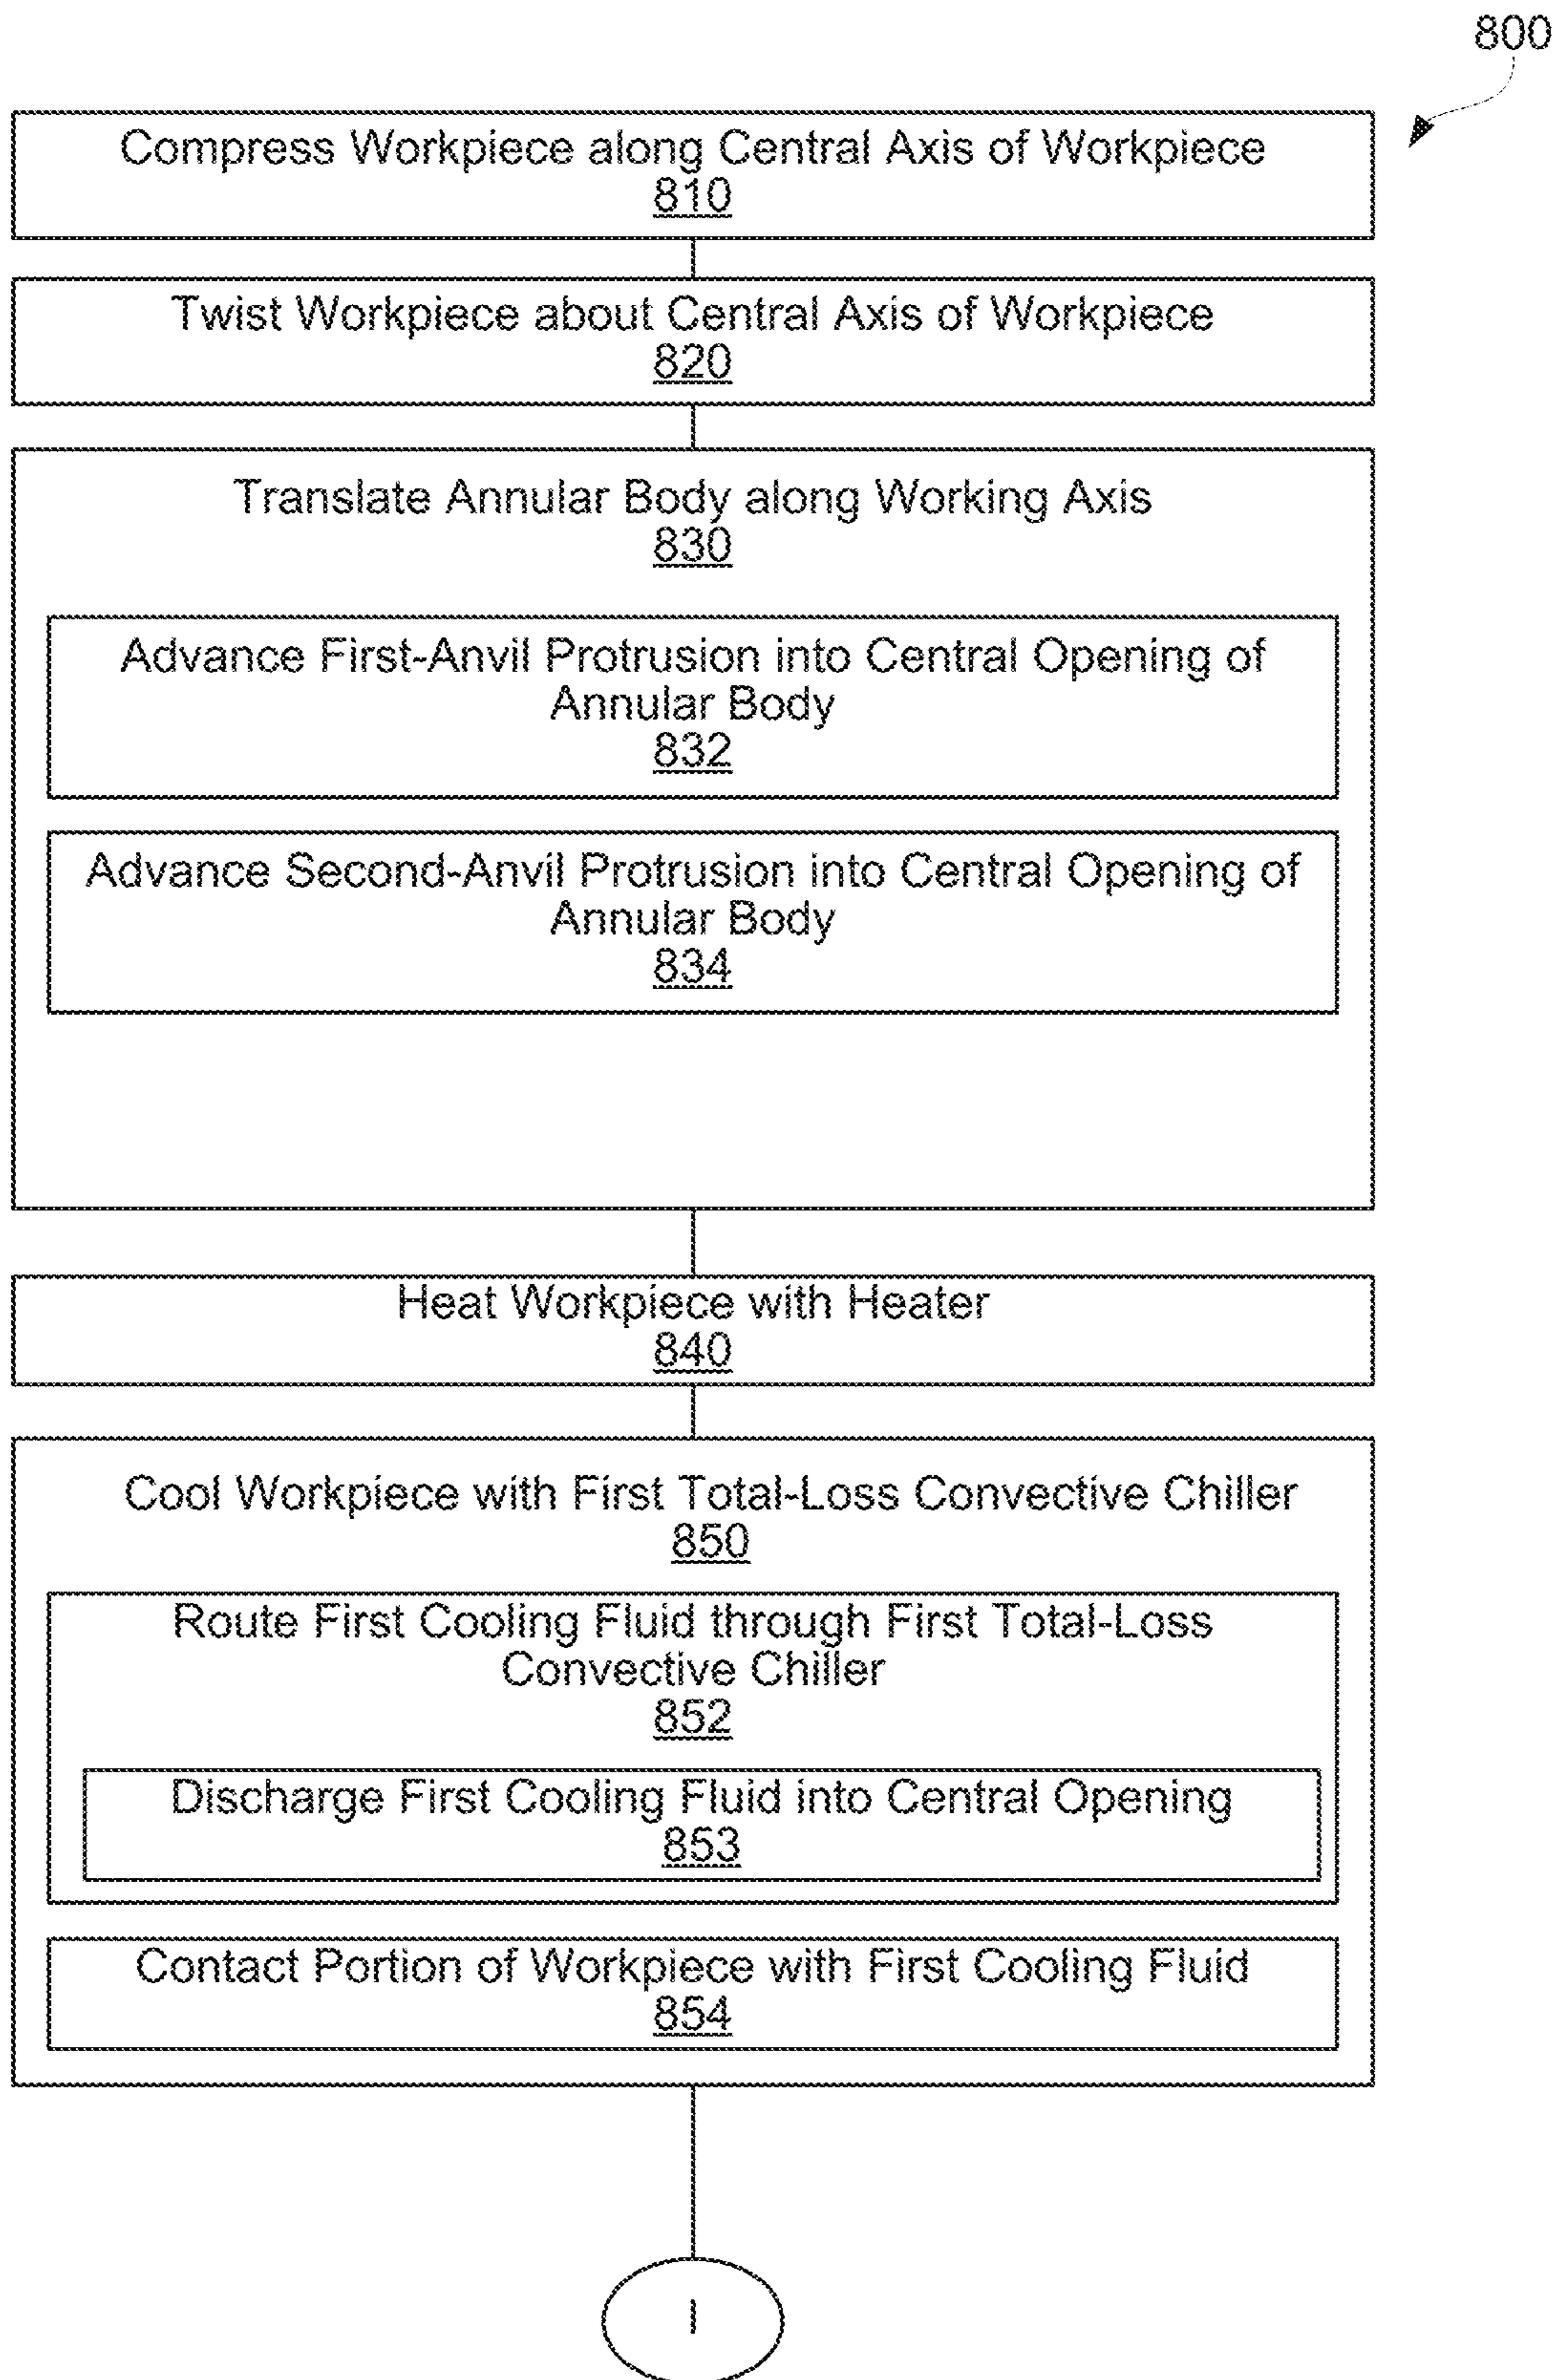 800
Compress Workpiece along Central Axis of Workpiece
810
Twist Workpiece about Central Axis of Workpiece
820
Translate Annular Body along Working Axis
830
Advance First-Anvil Protrusion into Central Opening of
Annular Body
832
Advance Second-Anvil Protrusion into Central Opening of
Annular Body
834
Heat Workpiece with Heater
840
Cool Workpiece with First Total-Loss Convective Chiller
850
Route First Cooling Fluid through First Total-Loss
Convective Chiller
852
Discharge First Cooling Fluid into Central Opening
853
Contact Portion of Workpiece with First Cooling Fluid
854
I